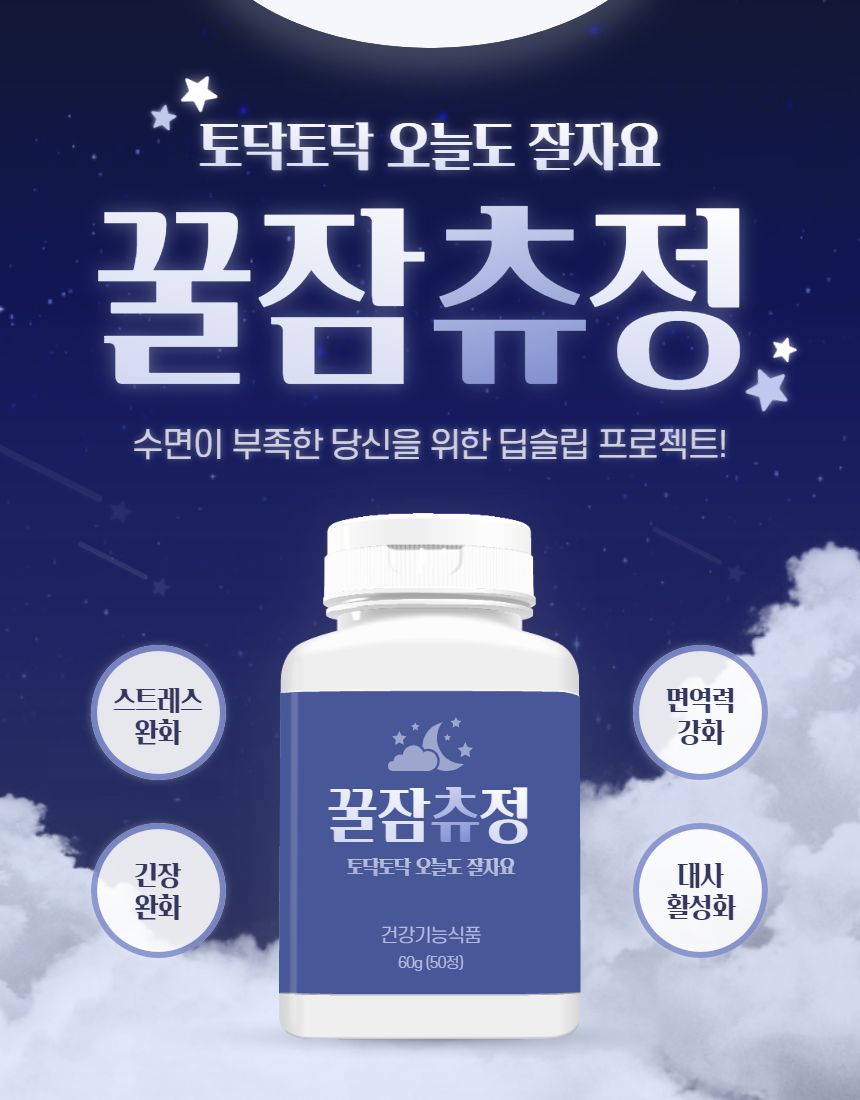 토닥토닥 오늘도 잘자요
꿀잠츄정
수면이 부족한 당신을 위한 딥슬립 프로젝트!
스트레스
완화
면역력
강화
긴장
완화
대사
활성화
꿀잠츄정
토닥토닥 오늘도 잘자요
건강기능식품
60g (50정)